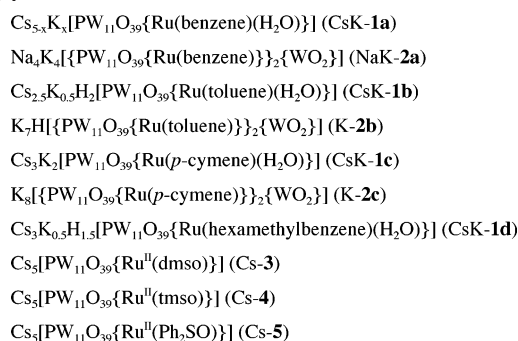 Cs₅₋ₓKₓ[PW₁₁O₃₉{Ru(benzene)(H₂O)}] (CsK-1a)
Na₄K₄[{PW₁₁O₃₉{Ru(benzene)}}₂{WO₂}] (NaK-2a)
Cs₂.₅K₀.₅H₂[PW₁₁O₃₉{Ru(toluene)(H₂O)}] (CsK-1b)
K₇H[{PW₁₁O₃₉{Ru(toluene)}}₂{WO₂}] (K-2b)
Cs₃K₂[PW₁₁O₃₉{Ru(p-cymene)(H₂O)}] (CsK-1c)
K₈[{PW₁₁O₃₉{Ru(p-cymene)}}₂{WO₂}] (K-2c)
Cs₃K₀.₅H₁.₅[PW₁₁O₃₉{Ru(hexamethylbenzene)(H₂O)}] (CsK-1d)
Cs₅[PW₁₁O₃₉{Ruᴵᴵ(dmso)}] (Cs-3)
Cs₅[PW₁₁O₃₉{Ruᴵᴵ(tmso)}] (Cs-4)
Cs₅[PW₁₁O₃₉{Ruᴵᴵ(Ph₂SO)}] (Cs-5)